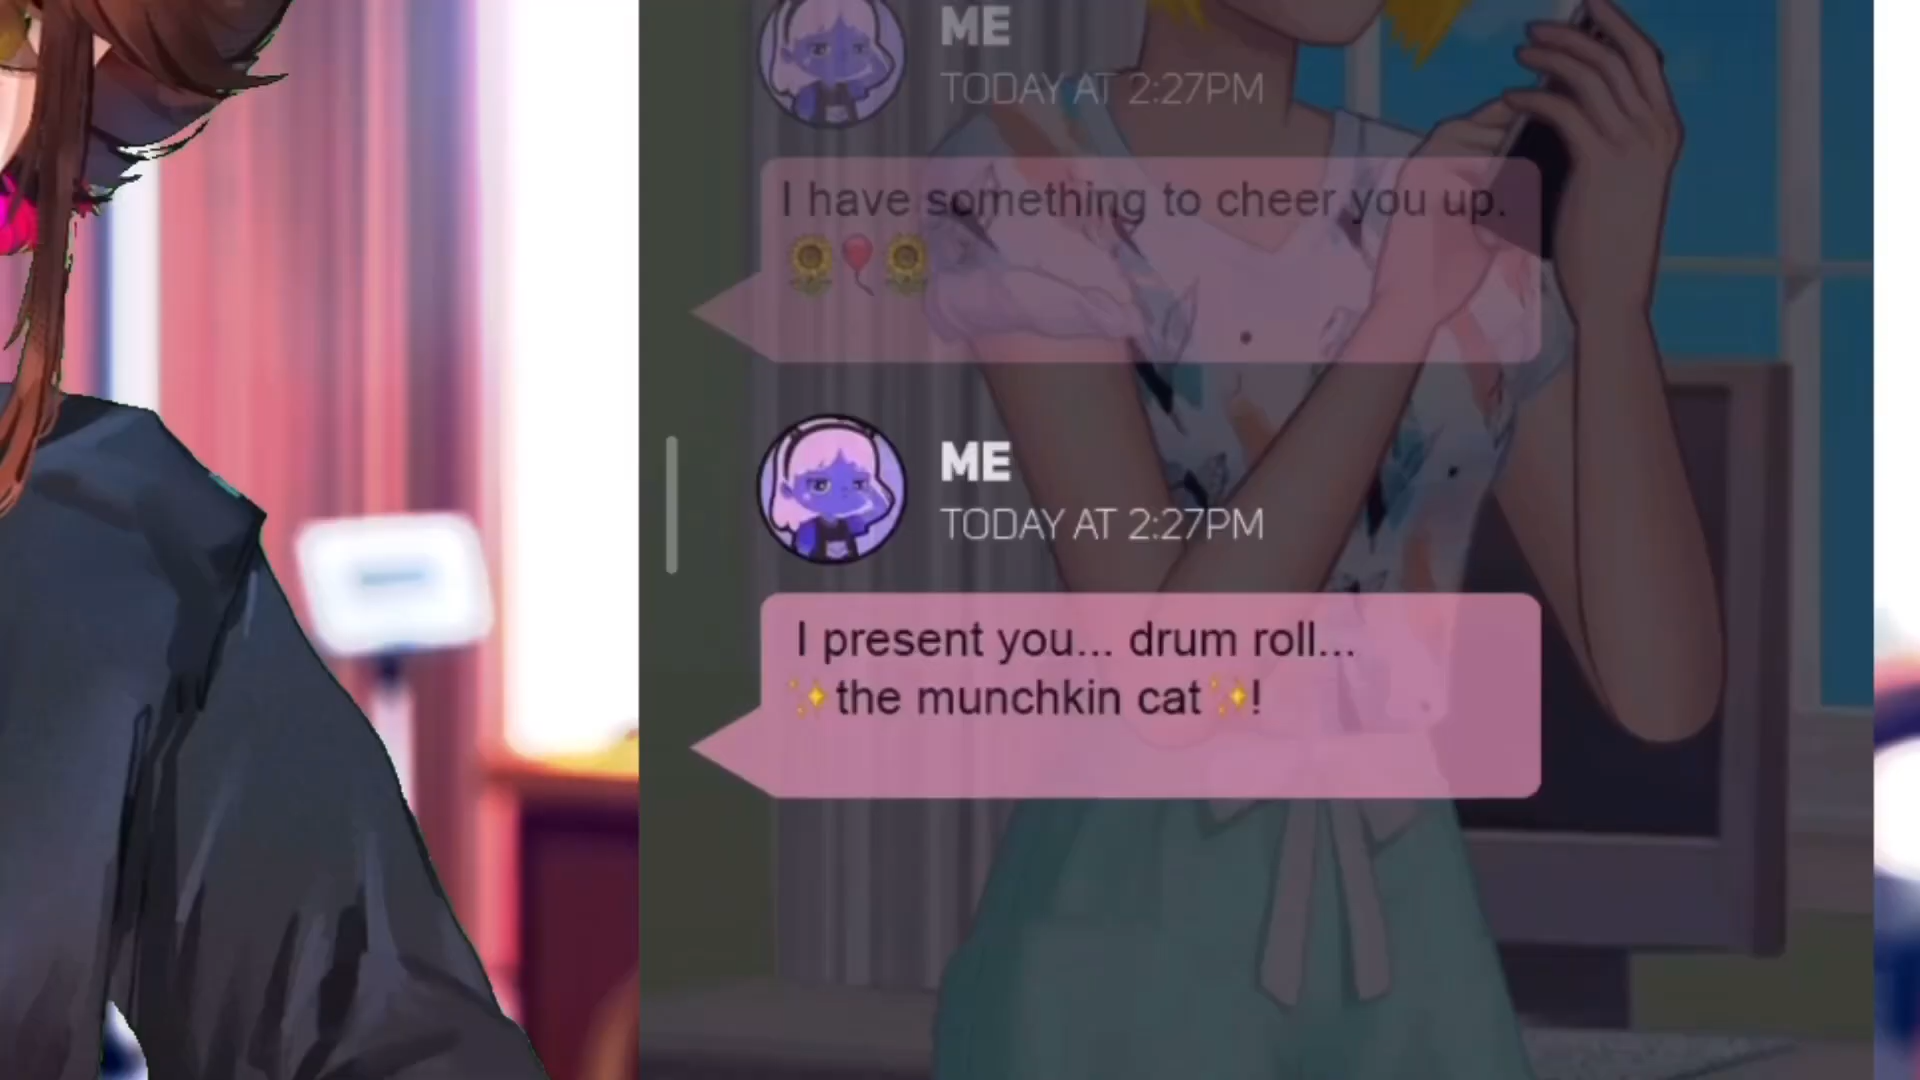 ME
TODAY AT 2:27PM
I have something to cheer you up.
🌻🎈🌻
ME
TODAY AT 2:27PM
I present you... drum roll...
✨the munchkin cat✨!